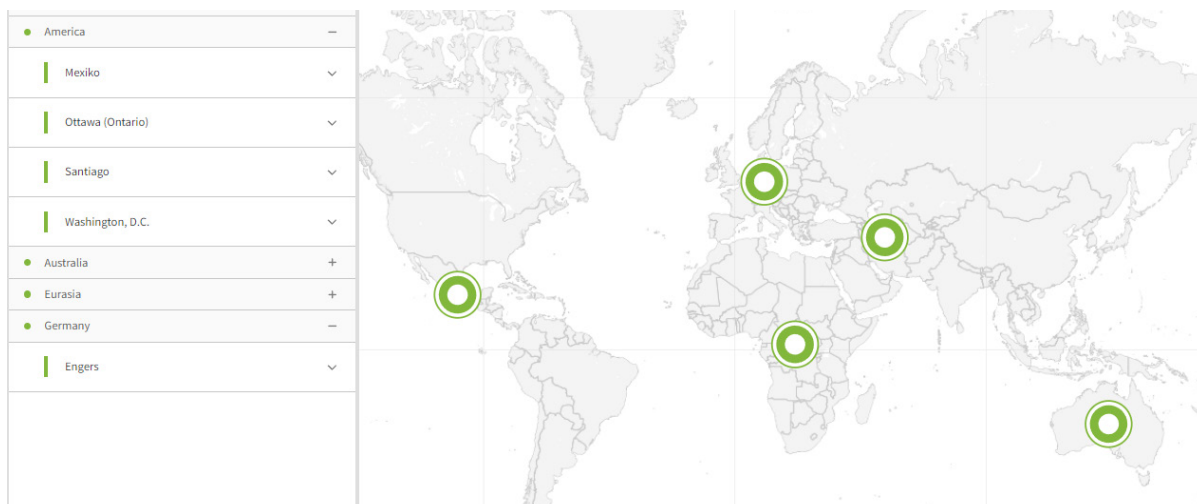 America
Mexiko
Ottawa (Ontario)
Santiago
Washington, D.C.
Australia
Eurasia
Germany
Engers